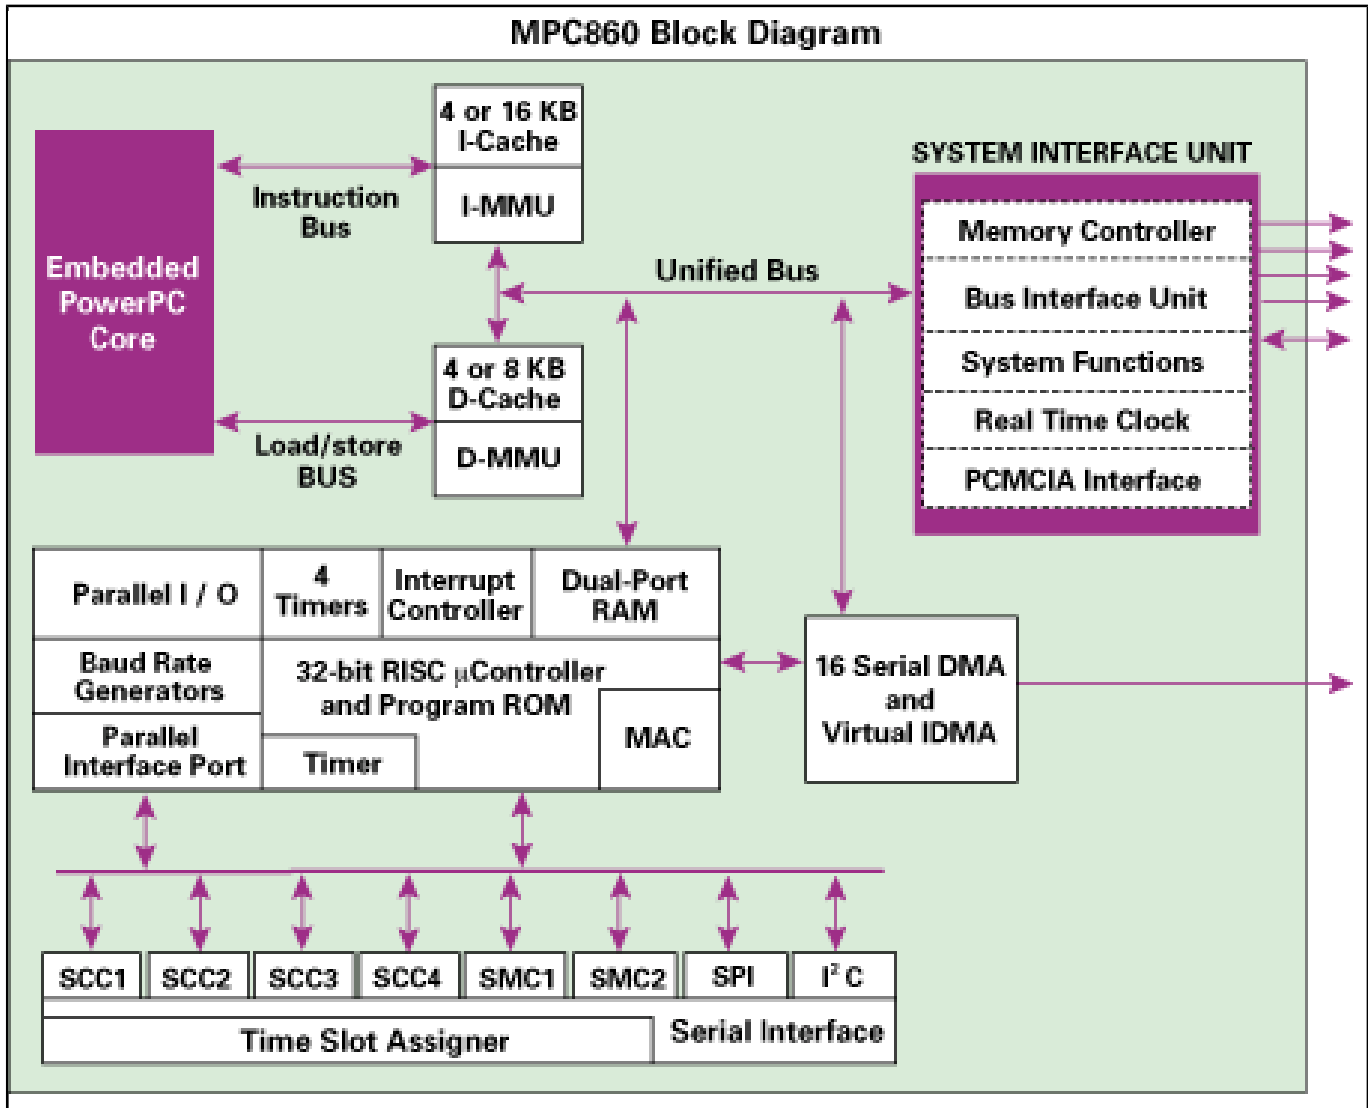 MPC860 Block Diagram
4 or 16 KB
I-Cache
I-MMU
Instruction
Bus
Embedded
PowerPC
Core
4 or 8 KB
D-Cache
D-MMU
Load/store
BUS
Unified Bus
SYSTEM INTERFACE UNIT
Memory Controller
Bus Interface Unit
System Functions
Real Time Clock
PCMCIA Interface
Parallel I / O
4
Timers
Interrupt
Controller
Dual-Port
RAM
Baud Rate
Generators
32-bit RISC µController
and Program ROM
Parallel
Interface Port
Timer
MAC
16 Serial DMA
and
Virtual IDMA
SCC1
SCC2
SCC3
SCC4
SMC1
SMC2
SPI
I² C
Time Slot Assigner
Serial Interface